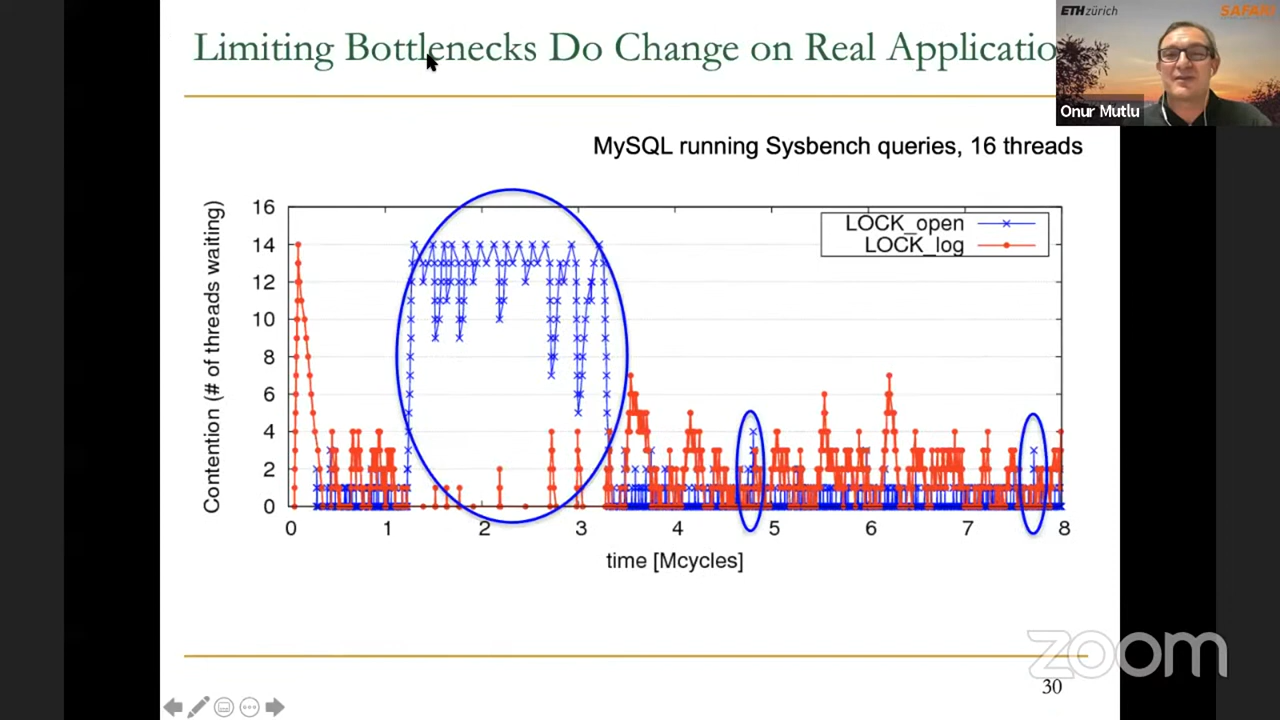 Limiting Bottlenecks Do Change on Real Applicatio
ETH zürich
SAFARI
Onur Mutlu
MySQL running Sysbench queries, 16 threads
Contention (# of threads waiting)
16
14
12
10
8
6
4
2
0
LOCK_open
LOCK_log
0 1 2 3 4 5 6 7 8
time [Mcycles]
zoom
30